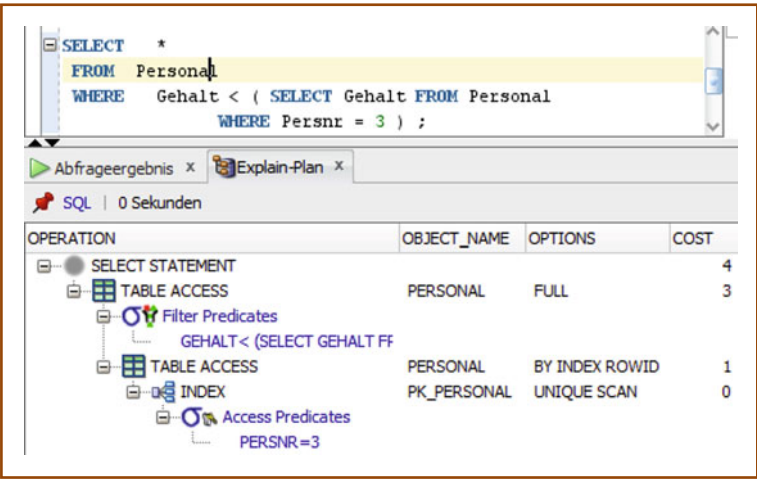 SELECT *
FROM Personal
WHERE Gehalt < ( SELECT Gehalt FROM Personal
WHERE Persnr = 3 ) ;
Abfrageergebnis x Explain-Plan x
SQL | 0 Sekunden
OPERATION OBJECT_NAME OPTIONS COST
SELECT STATEMENT 4
TABLE ACCESS PERSONAL FULL 3
Filter Predicates
GEHALT< (SELECT GEHALT FF
TABLE ACCESS PERSONAL BY INDEX ROWID 1
INDEX PK_PERSONAL UNIQUE SCAN 0
Access Predicates
PERSNR=3